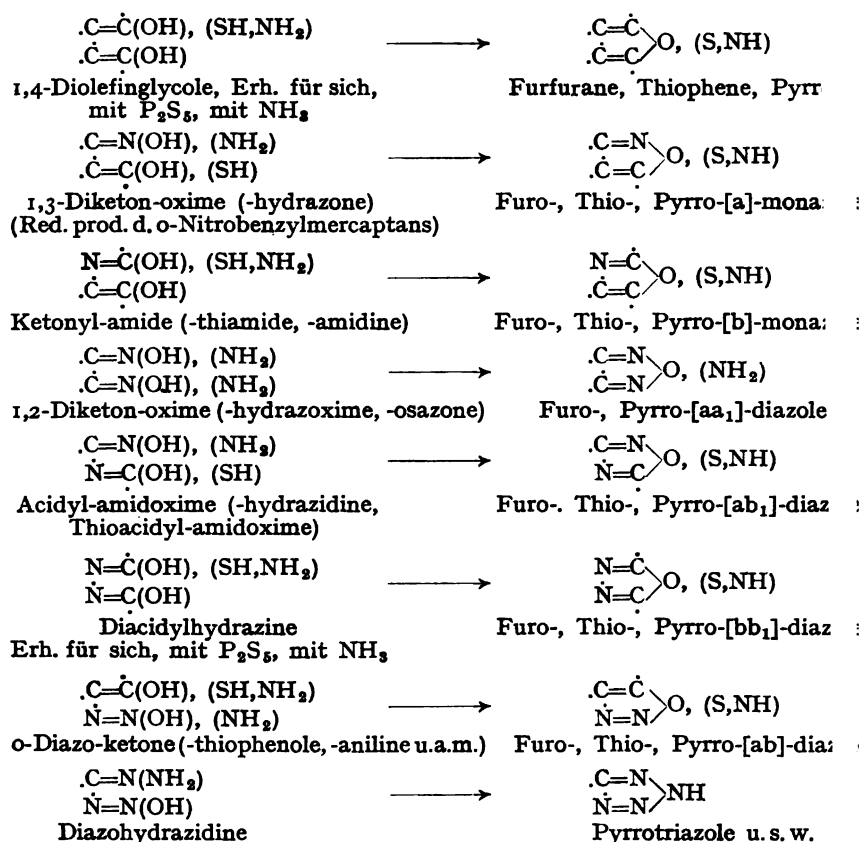 .C=Ċ(OH), (SH,NH₂) ⟶ .C=Ċ
.Ċ=C(OH) .Ċ=C>O, (S,NH)
1,4-Diolefinglycole, Erh. für sich, Furfurane, Thiophene, Pyrr
mit P₂S₅, mit NH₃
.C=N(OH), (NH₂) ⟶ .C=N
.Ċ=C(OH), (SH) .Ċ=C>O, (S,NH)
1,3-Diketon-oxime (-hydrazone) Furo-, Thio-, Pyrro-[a]-mona
(Red. prod. d. o-Nitrobenzylmercaptans)
N=Ċ(OH), (SH,NH₂) ⟶ N=Ċ
.Ċ=C(OH) .Ċ=C>O, (S,NH)
Ketonyl-amide (-thiamide, -amidine) Furo-, Thio-, Pyrro-[b]-mona
.C=N(OH), (NH₂) ⟶ .C=N
.Ċ=N(OH), (NH₂) .Ċ=N>O, (NH₂)
1,2-Diketon-oxime (-hydrazoxime, -osazone) Furo-, Pyrro-[aa₁]-diazole
.C=N(OH), (NH₂) ⟶ .C=N
Ṅ=C(OH), (SH) Ṅ=C>O, (S,NH)
Acidyl-amidoxime (-hydrazidine, Furo-. Thio-, Pyrro-[ab₁]-diaz
Thioacidyl-amidoxime)
N=Ċ(OH), (SH,NH₂) ⟶ N=Ċ
Ṅ=C(OH) Ṅ=C>O, (S,NH)
Diacidylhydrazine Furo-, Thio-, Pyrro-[bb₁]-diaz
Erh. für sich, mit P₂S₅, mit NH₃
.C=Ċ(OH), (SH,NH₂) ⟶ .C=Ċ
Ṅ=N(OH), (NH₂) Ṅ=N>O, (S,NH)
o-Diazo-ketone (-thiophenole, -aniline u.a.m.) Furo-, Thio-, Pyrro-[ab]-diaz
.C=N(NH₂) ⟶ .C=N
Ṅ=N(OH) Ṅ=N>NH
Diazohydrazidine Pyrrotriazole u. s. w.